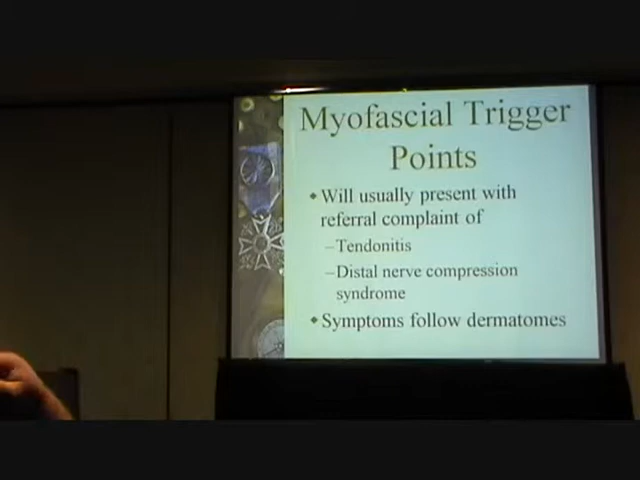 Myofascial Trigger
Points
Will usually present with
referral complaint of
–Tendonitis
–Distal nerve compression
syndrome
Symptoms follow dermatomes